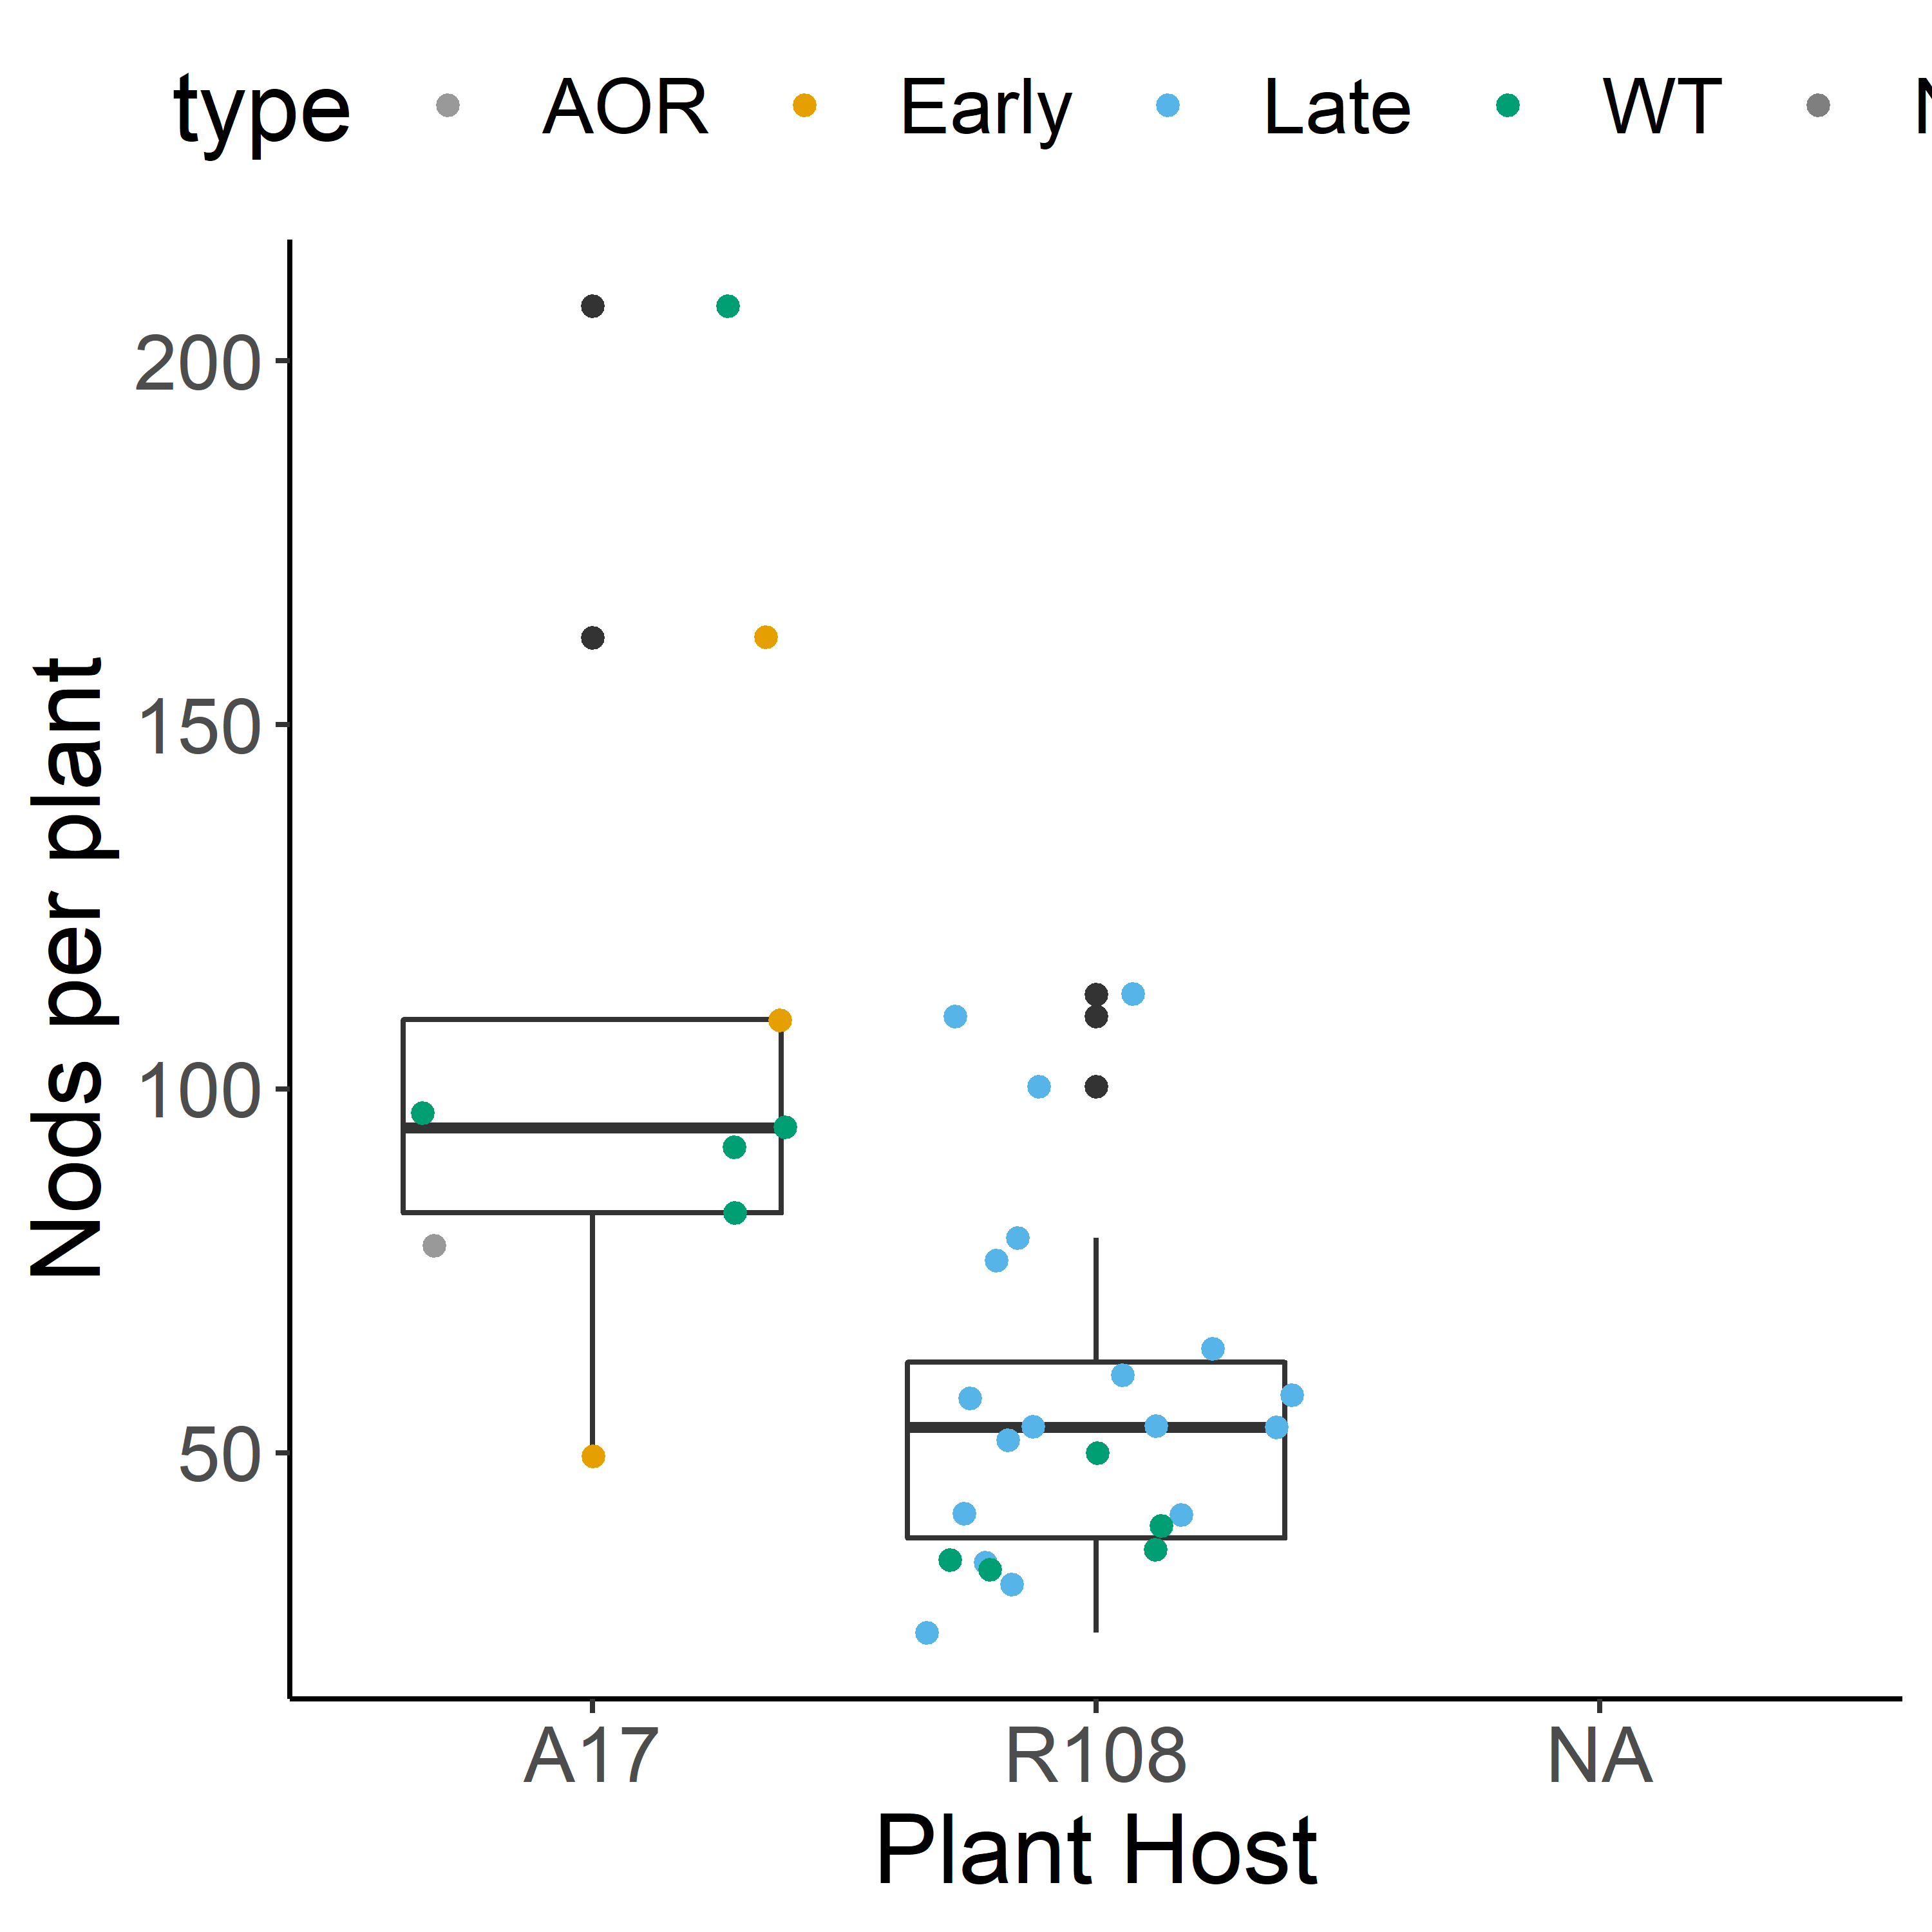 type AOR Early Late WT
Nods per plant
200
150
100
50
A17 R108 NA
Plant Host